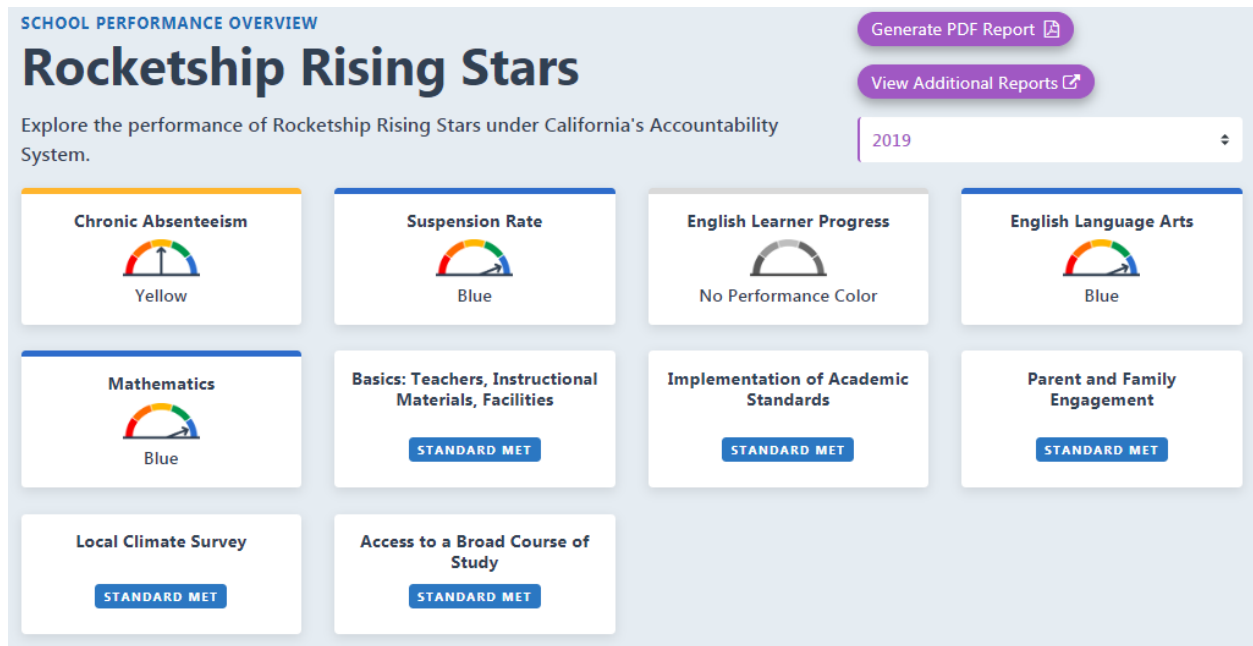 SCHOOL PERFORMANCE OVERVIEW
Rocketship Rising Stars
Explore the performance of Rocketship Rising Stars under California's Accountability
System.
Generate PDF Report
View Additional Reports
2019
Chronic Absenteeism
Yellow
Suspension Rate
Blue
English Learner Progress
No Performance Color
English Language Arts
Blue
Mathematics
Blue
Basics: Teachers, Instructional
Materials, Facilities
STANDARD MET
Implementation of Academic
Standards
STANDARD MET
Parent and Family
Engagement
STANDARD MET
Local Climate Survey
STANDARD MET
Access to a Broad Course of
Study
STANDARD MET